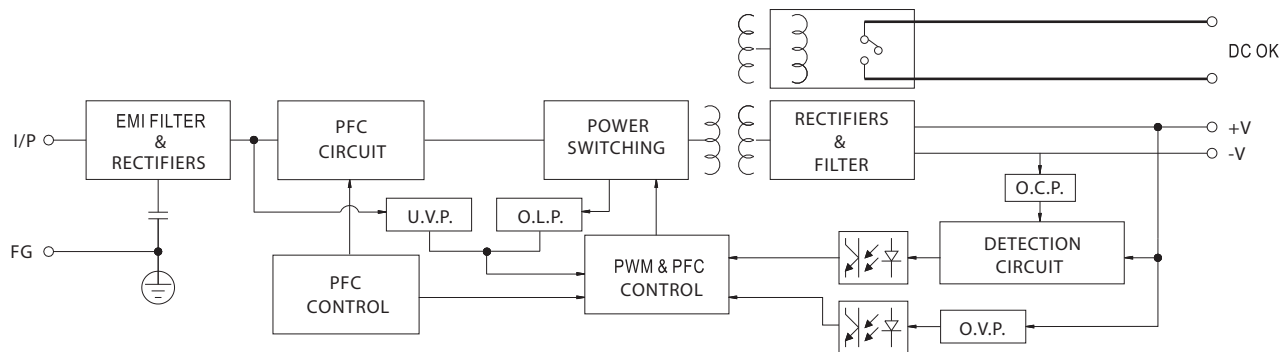 DC OK
I/P
EMI FILTER
&
RECTIFIERS
PFC
CIRCUIT
POWER
SWITCHING
RECTIFIERS
&
FILTER
+V
-V
U.V.P.
O.L.P.
O.C.P.
FG
PFC
CONTROL
PWM & PFC
CONTROL
DETECTION
CIRCUIT
O.V.P.